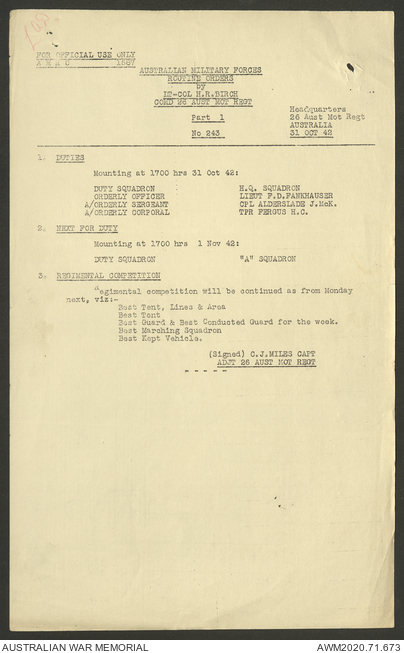 FOR OFFICIAL USE ONLY
A M R O 1587
AUSTRALIAN MILITARY FORCES
ROUTINE ORDERS
by
LT-COL H.R.BIRCH
COMD 26 AUST MOT REGT
Part 1
No 243
Headquarters
26 Aust Mot Regt
AUSTRALIA
31 OCT 42
1. DUTIES
Mounting at 1700 hrs 31 Oct 42:
DUTY SQUADRON H.Q. SQUADRON
ORDERLY OFFICER LIEUT F.D.FANKHAUSER
A/ORDERLY SERGEANT CPL ALDERSLADE J.McK.
A/ORDERLY CORPORAL TPR FERGUS H.C.
2. NEXT FOR DUTY
Mounting at 1700 hrs 1 Nov 42:
DUTY SQUADRON "A" SQUADRON
3. REGIMENTAL COMPETITION
Regimental competition will be continued as from Monday
next, viz:-
Best Tent, Lines & Area
Best Tent
Best Guard & Best Conducted Guard for the week.
Best Marching Squadron
Best Kept Vehicle.
(Signed) C.J.MILES CAPT
ADJT 26 AUST MOT REGT
- - - - -
AUSTRALIAN WAR MEMORIAL AWM2020.71.673